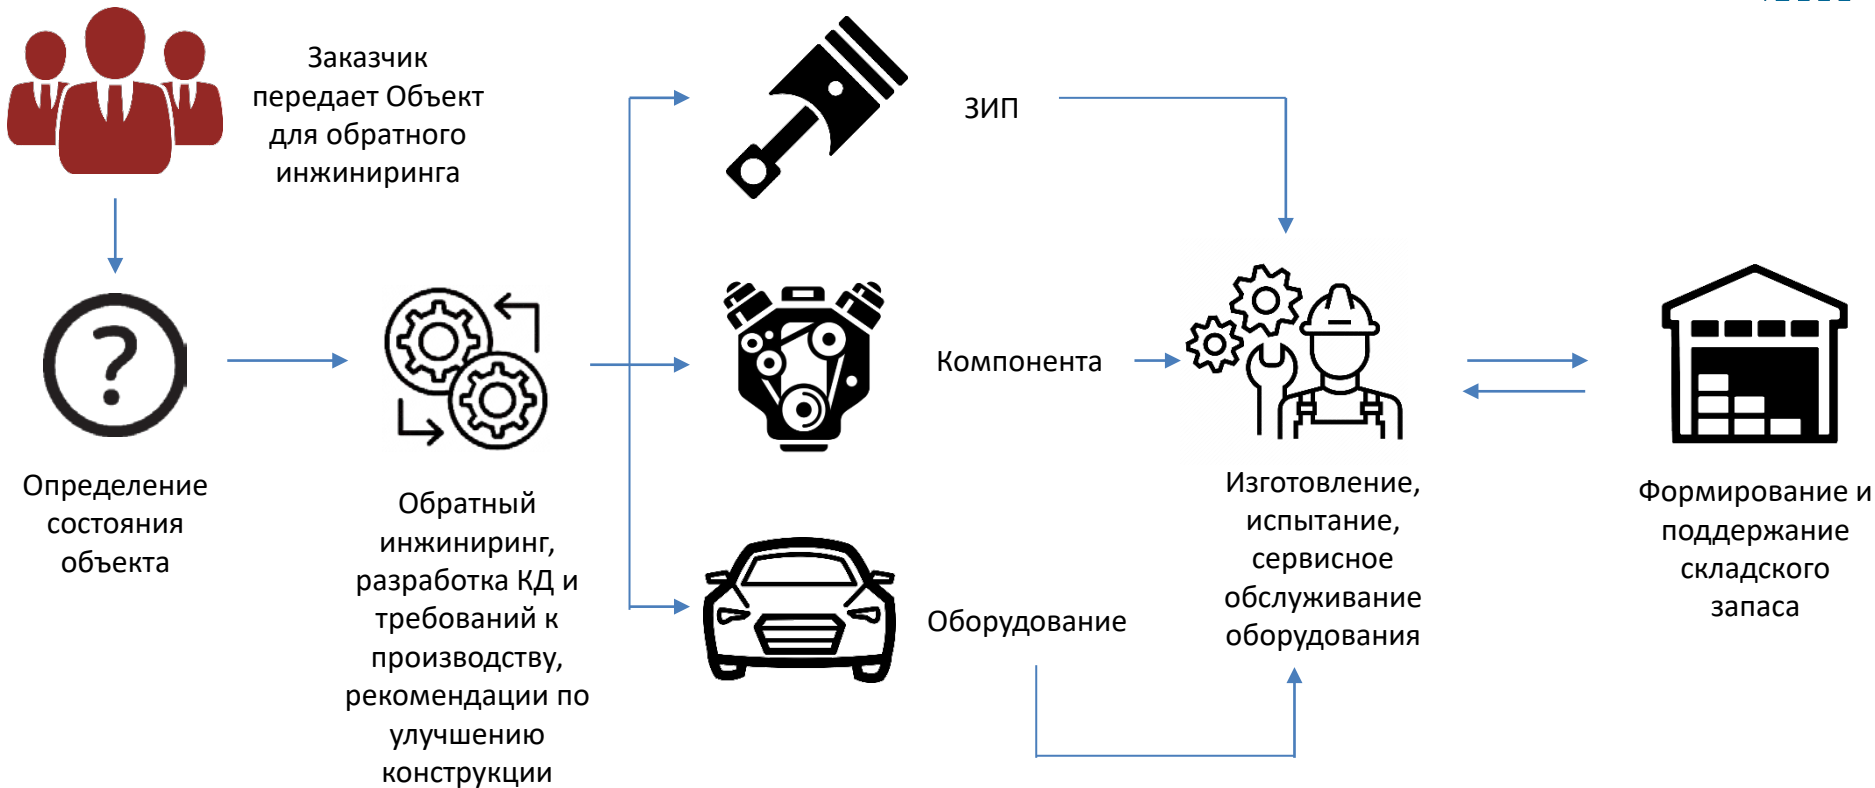 Заказчик
передает Объект
для обратного
инжиниринга
ЗИП
Компонента
Определение
состояния
объекта
Обратный
инжиниринг,
разработка КД и
требований к
производству,
рекомендации по
улучшению
конструкции
Оборудование
Изготовление,
испытание,
сервисное
обслуживание
оборудования
Формирование и
поддержание
складского
запаса